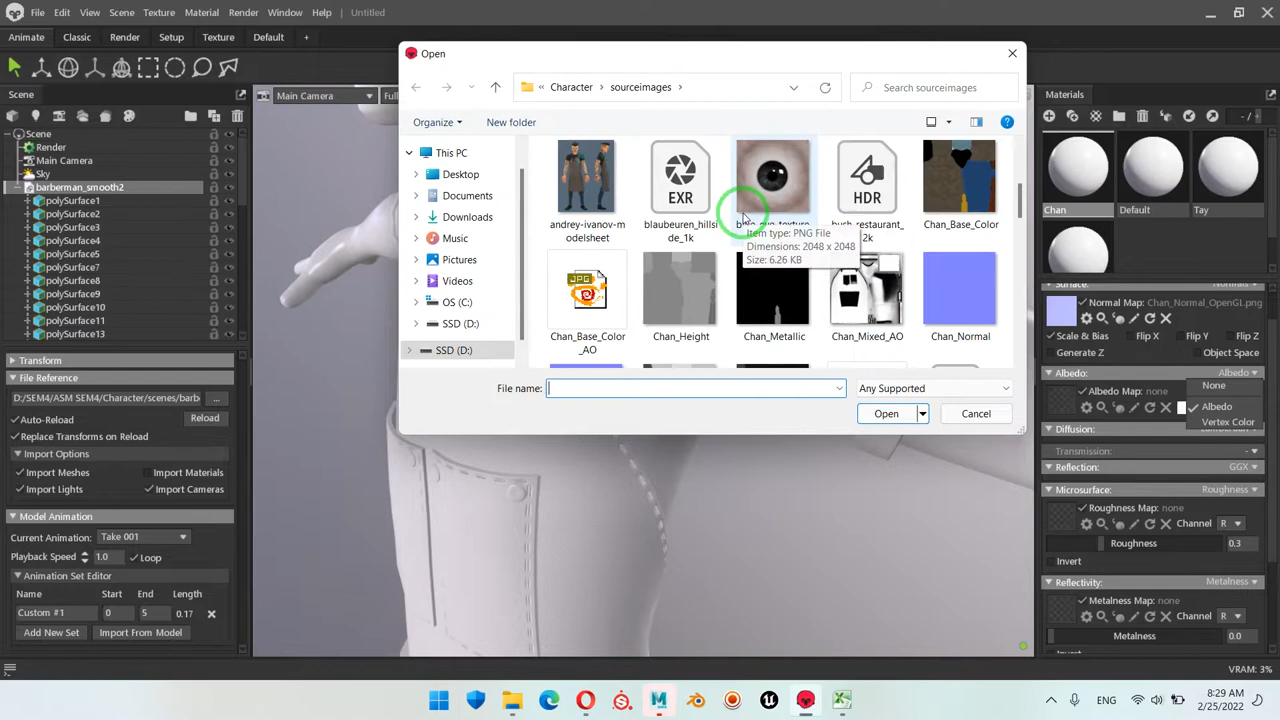 File Edit View Scene Texture Material Render Window Help Untitled
Animate Classic Render Setup Texture Default +
Scene
Main Camera
Scene
Render
Main Camera
Sky
barberman_smooth2
polySurface1
polySurface2
polySurface3
polySurface4
polySurface5
polySurface7
polySurface8
polySurface9
polySurface10
polySurface11
Transform
File Reference
D:/SEM4/ASM SEM4/Character/scenes/
...
Auto-Reload
Reload
Replace Transforms on Reload
Import Options
Import Meshes
Import Materials
Import Lights
Import Cameras
Model Animation
Current Animation: Take 001
Playback Speed 1.0 Loop
Animation Set Editor
Name Start End Len
Custom #1 0 5 0.17
Add New Set
Import From Model
Open
« Character › sourceimages ›
Search sourceimages
Organize
New folder
This PC
Desktop
Documents
Downloads
Music
Pictures
Videos
OS (C:)
SSD (D:)
SSD (D:)
andrey-ivanov-m
odelsheet
EXR
blaubeuren_hillsi
de_1k
HDR
bush_restaurant_
2k
Chan_Base_Color
Item type: PNG File
Dimensions: 2048 x 2048
Size: 6.26 KB
JPG
Chan_Base_Color
_AO
Chan_Height
Chan_Metallic
Chan_Mixed_AO
Chan_Normal
File name:
Any Supported
Open
Cancel
Materials
- /
Chan
Default
Tay
Surface:
Normals
Normal Map: Chan_Normal_OpenGL.png
Scale & Bias Flip X Flip Y Flip Z
Generate Z
Object Space
Albedo:
Albedo
Albedo Map: none
None
Albedo
Vertex Color
Diffusion:
Transmission:
-
Reflection:
GGX
Microsurface:
Roughness
Roughness Map: none
Channel R
Roughness 0.3
Invert
Reflectivity:
Metalness
Metalness Map: none
Channel R
Metalness 0.0
Invert
VRAM: 3%
ENG
8:29 AM
2/25/2022